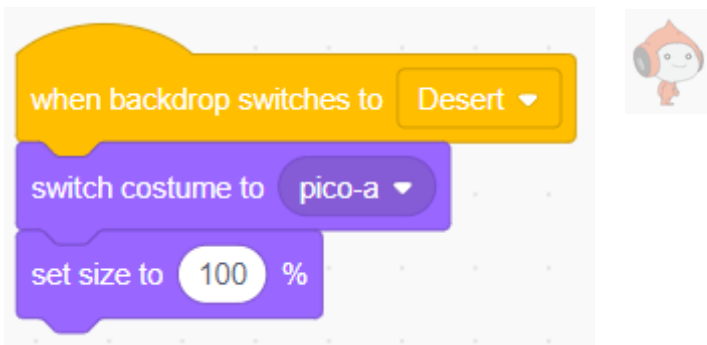 when backdrop switches to Desert
switch costume to pico-a
set size to 100 %